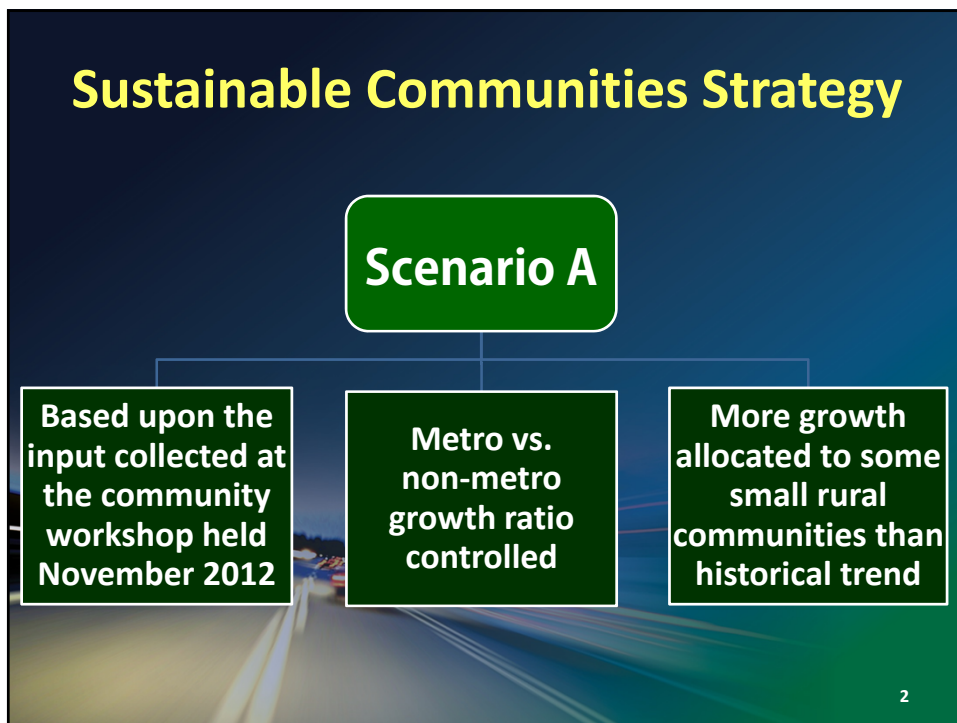 Sustainable Communities Strategy
Scenario A
Based upon the
input collected at
the community
workshop held
November 2012
Metro vs.
non-metro
growth ratio
controlled
More growth
allocated to some
small rural
communities than
historical trend
2